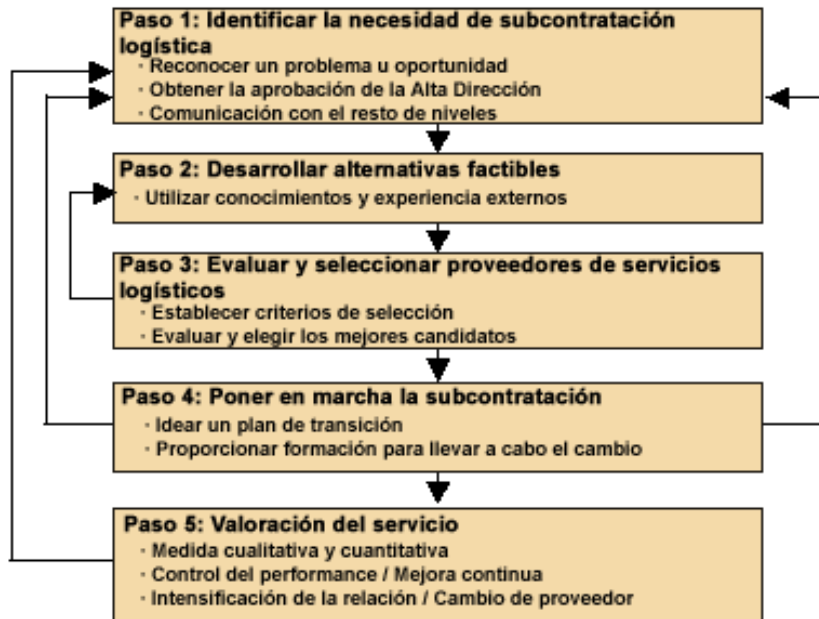 Paso 1: Identificar la necesidad de subcontratación
logística
· Reconocer un problema u oportunidad
· Obtener la aprobación de la Alta Dirección
· Comunicación con el resto de niveles
Paso 2: Desarrollar alternativas factibles
· Utilizar conocimientos y experiencia externos
Paso 3: Evaluar y seleccionar proveedores de servicios
logísticos
· Establecer criterios de selección
· Evaluar y elegir los mejores candidatos
Paso 4: Poner en marcha la subcontratación
· Idear un plan de transición
· Proporcionar formación para llevar a cabo el cambio
Paso 5: Valoración del servicio
· Medida cualitativa y cuantitativa
· Control del performance / Mejora continua
· Intensificación de la relación / Cambio de proveedor